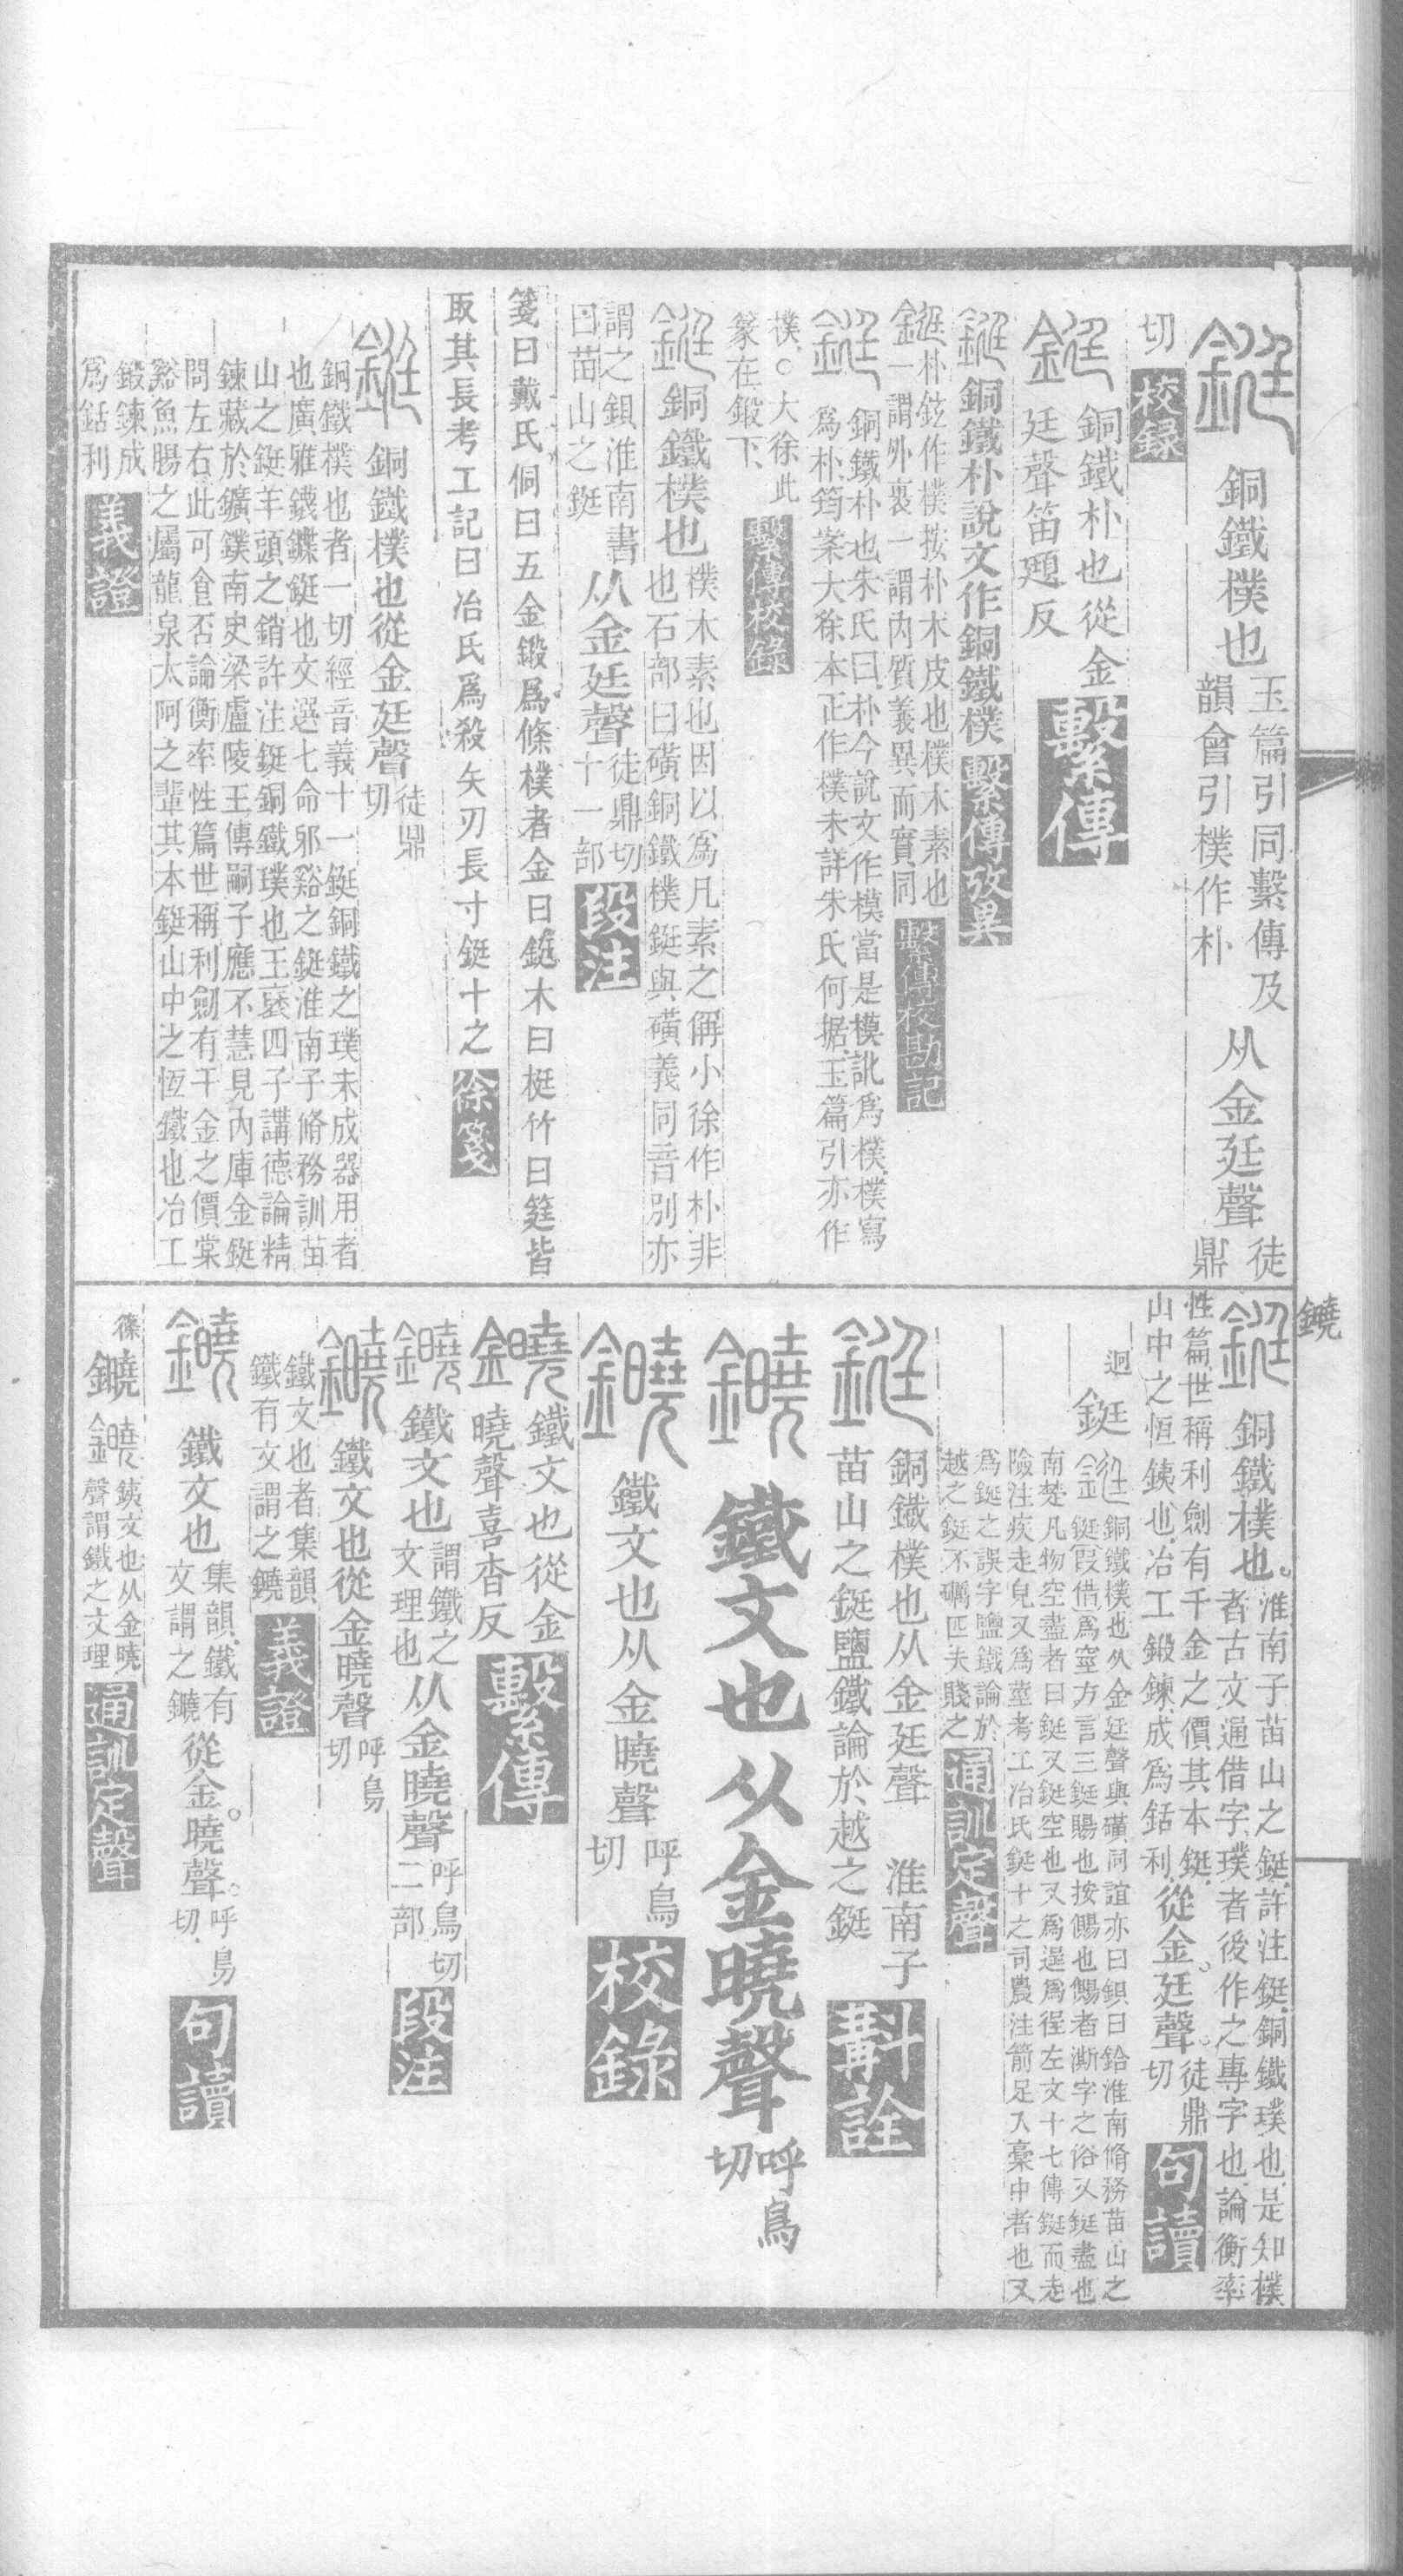 鋌
銅鐵樸也
玉篇引同繫傳及
韻會引樸作朴
从金廷聲
徒鼎
切
校錄
鋌
銅鐵朴也從金
廷聲笛題反
繫傳
鋌
銅鐵朴說文作銅鐵樸
繫傳攷異
鋌
朴鉉作樸按朴木皮也樸木素也
一謂外裹一謂內質義異而實同
繫傳校勘記
鋌
銅鐵朴也朱氏曰朴今說文作模當是模訛爲樸樸寫
爲朴筠案大徐本正作樸未詳朱氏何据玉篇引亦作
樸○大徐此
篆在鍛下
繫傳校錄
鋌
銅鐵樸也
樸木素也因以爲凡素之偁小徐作朴非
也石部曰磺銅鐵樸鋌與磺義同音別亦
謂之鋇淮南書
曰苗山之鋌
从金廷聲
徒鼎切
十一部
段注
箋曰戴氏侗曰五金鍛爲條樸者金曰鋌木曰梃竹曰筳皆
取其長考工記曰冶氏爲殺矢刃長寸鋌十之
徐箋
鋌
銅鐵樸也從金廷聲
徒鼎
切
銅鐵樸也者一切經音義十一鋌銅鐵之璞未成器用者
也廣雅鏶鋌也文選七命邪谿之鋌淮南子脩務訓苗
山之鋌羊頭之銷許注鋌銅鐵璞也王裦四子講德論精
鍊藏於鑛鏷南史梁廬陵王傳嗣子應不慧見內庫金鋌
問左右此可食否論衡率性篇世稱利劍有千金之價棠
谿魚腸之屬龍泉太阿之輩其本鋌山中之恆鐵也冶工
鍛鍊成
爲銛利
義證
鐃
鋌
銅鐵樸也
淮南子苗山之鋌許注鋌銅鐵璞也是知樸
者古文通借字璞者後作之專字也論衡率
性篇世稱利劍有千金之價其本鋌
山中之恒鐵也冶工鍛鍊成爲銛利
從金廷聲
徒鼎
切
句讀
迥
鋌
鋌
銅鐵樸也从金廷聲與磺同誼亦曰鋇曰鉿淮南脩務苗山之
鋌〔叚借〕爲窒方言三鋌賜也按賜也儩者澌字之俗又鋌盡也
南楚凡物空盡者曰鋌又鋌空也又爲逞爲徎左文十七傳鋌而走
險注疾走皃又爲莖考工冶氏鋌十之司農注箭足入稾中者也又
爲鋋之誤字鹽鐵論於
越之鋌不礪匹夫賤之
通訓定聲
鋌
銅鐵樸也从金廷聲　淮南子
苗山之鋌鹽鐵論於越之鋌
斠詮
鐃
鐵文也从金曉聲
呼鳥
切
鐵文也从金曉聲
呼鳥
切
校錄
鐵文也從金
曉聲喜杳反
繫傳
鐵文也
謂鐵之
文理也
从金曉聲
呼鳥切
二部
段注
鐵文也從金曉聲
呼鳥
切
鐵文也者集韻
鐵有文謂之鐃
義證
鐵文也
集韻鐵有
文謂之鐃
從金曉聲
呼鳥
切
句讀
篠
鐵文也从金曉
聲謂鐵之文理
通訓定聲